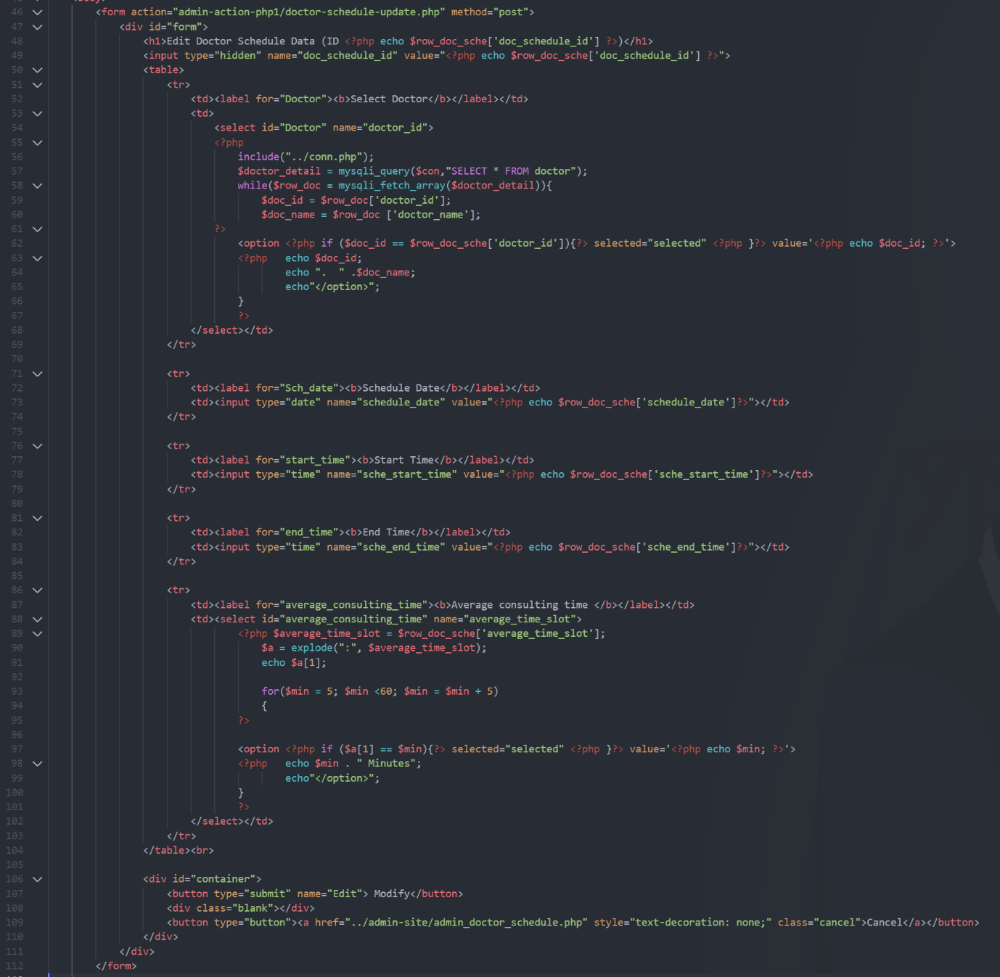 46 <form action="admin-action-php1/doctor-schedule-update.php" method="post">
47 <div id="form">
48 <h1>Edit Doctor Schedule Data (ID <?php echo $row_doc_sche['doc_schedule_id'] ?>)</h1>
49 <input type="hidden" name="doc_schedule_id" value="<?php echo $row_doc_sche['doc_schedule_id'] ?>">
50 <table>
51 <tr>
52 <td><label for="Doctor"><b>Select Doctor</b></label></td>
53 <td>
54 <select id="Doctor" name="doctor_id">
55 <?php
56 include("../conn.php");
57 $doctor_detail = mysqli_query($con,"SELECT * FROM doctor");
58 while($row_doc = mysqli_fetch_array($doctor_detail)){
59 $doc_id = $row_doc['doctor_id'];
60 $doc_name = $row_doc ['doctor_name'];
61 ?>
62 <option <?php if ($doc_id == $row_doc_sche['doctor_id']){?> selected="selected" <?php }?> value='<?php echo $doc_id; ?>'>
63 <?php   echo $doc_id;
64 echo ".  " .$doc_name;
65 echo"</option>";
66 }
67 ?>
68 </select></td>
69 </tr>
70
71 <tr>
72 <td><label for="Sch_date"><b>Schedule Date</b></label></td>
73 <td><input type="date" name="schedule_date" value="<?php echo $row_doc_sche['schedule_date']?>"></td>
74 </tr>
75
76 <tr>
77 <td><label for="start_time"><b>Start Time</b></label></td>
78 <td><input type="time" name="sche_start_time" value="<?php echo $row_doc_sche['sche_start_time']?>"></td>
79 </tr>
80
81 <tr>
82 <td><label for="end_time"><b>End Time</b></label></td>
83 <td><input type="time" name="sche_end_time" value="<?php echo $row_doc_sche['sche_end_time']?>"></td>
84 </tr>
85
86 <tr>
87 <td><label for="average_consulting_time"><b>Average consulting time </b></label></td>
88 <td><select id="average_consulting_time" name="average_time_slot">
89 <?php $average_time_slot = $row_doc_sche['average_time_slot'];
90 $a = explode(":", $average_time_slot);
91 echo $a[1];
92
93 for($min = 5; $min <60; $min = $min + 5)
94 {
95 ?>
96
97 <option <?php if ($a[1] == $min){?> selected="selected" <?php }?> value='<?php echo $min; ?>'>
98 <?php   echo $min . " Minutes";
99 echo"</option>";
100 }
101 ?>
102 </select></td>
103 </tr>
104 </table><br>
105
106 <div id="container">
107 <button type="submit" name="Edit"> Modify</button>
108 <div class="blank"></div>
109 <button type="button"><a href="../admin-site/admin_doctor_schedule.php" style="text-decoration: none;" class="cancel">Cancel</a></button>
110 </div>
111 </div>
112 </form>